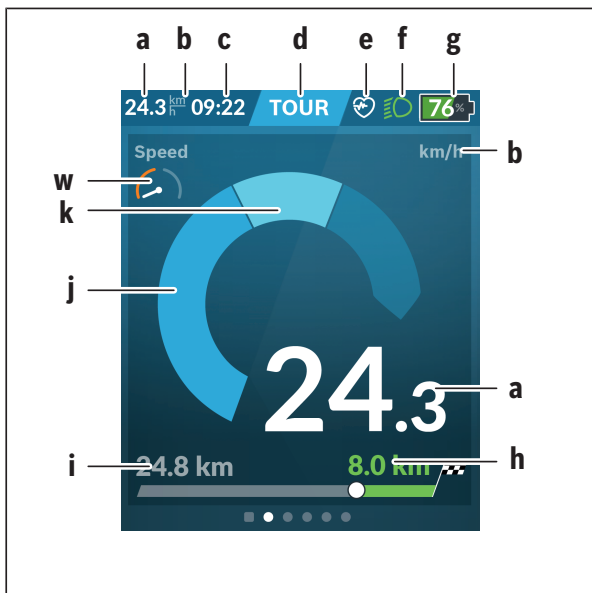 a b c d e f g
24.3 km/h 09:22 TOUR 76%
Speed km/h b
w
k
j
24.3 a
i 24.8 km 8.0 km h